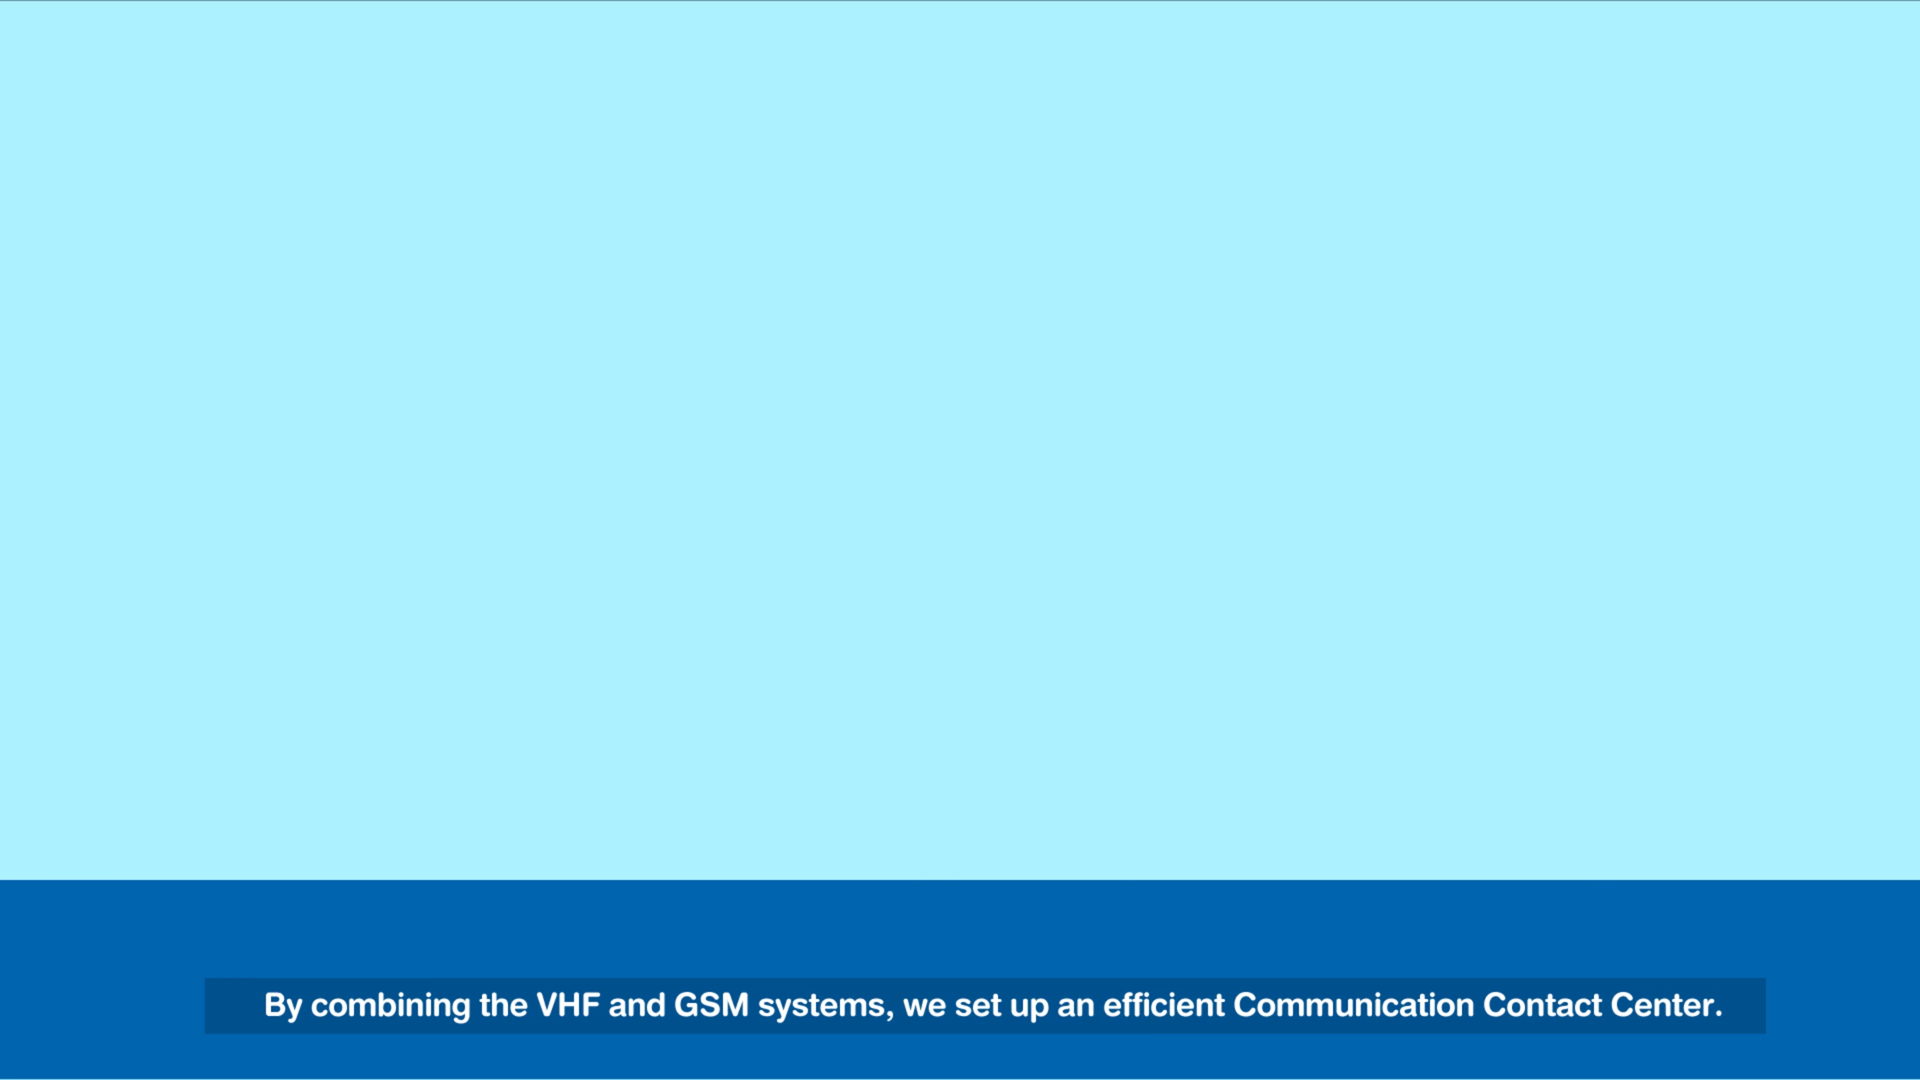 By combining the VHF and GSM systems, we set up an efficient Communication Contact Center.